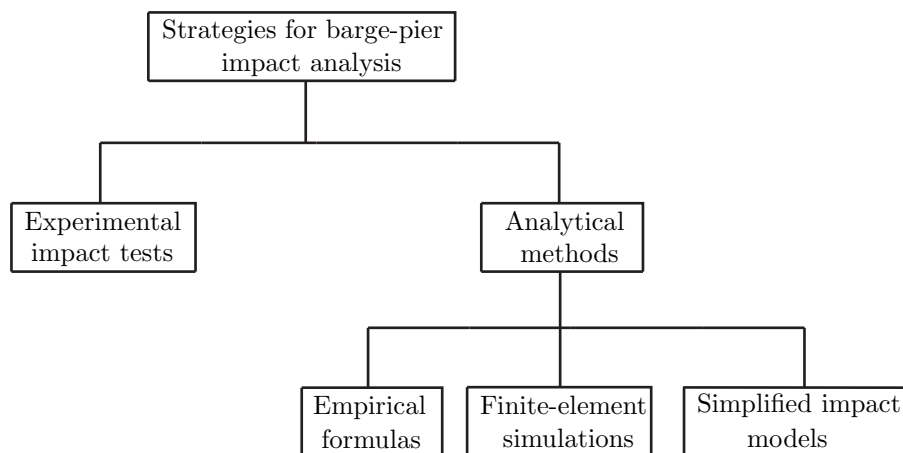 Strategies for barge-pier
impact analysis
Experimental
impact tests
Analytical
methods
Empirical
formulas
Finite-element
simulations
Simplified impact
models